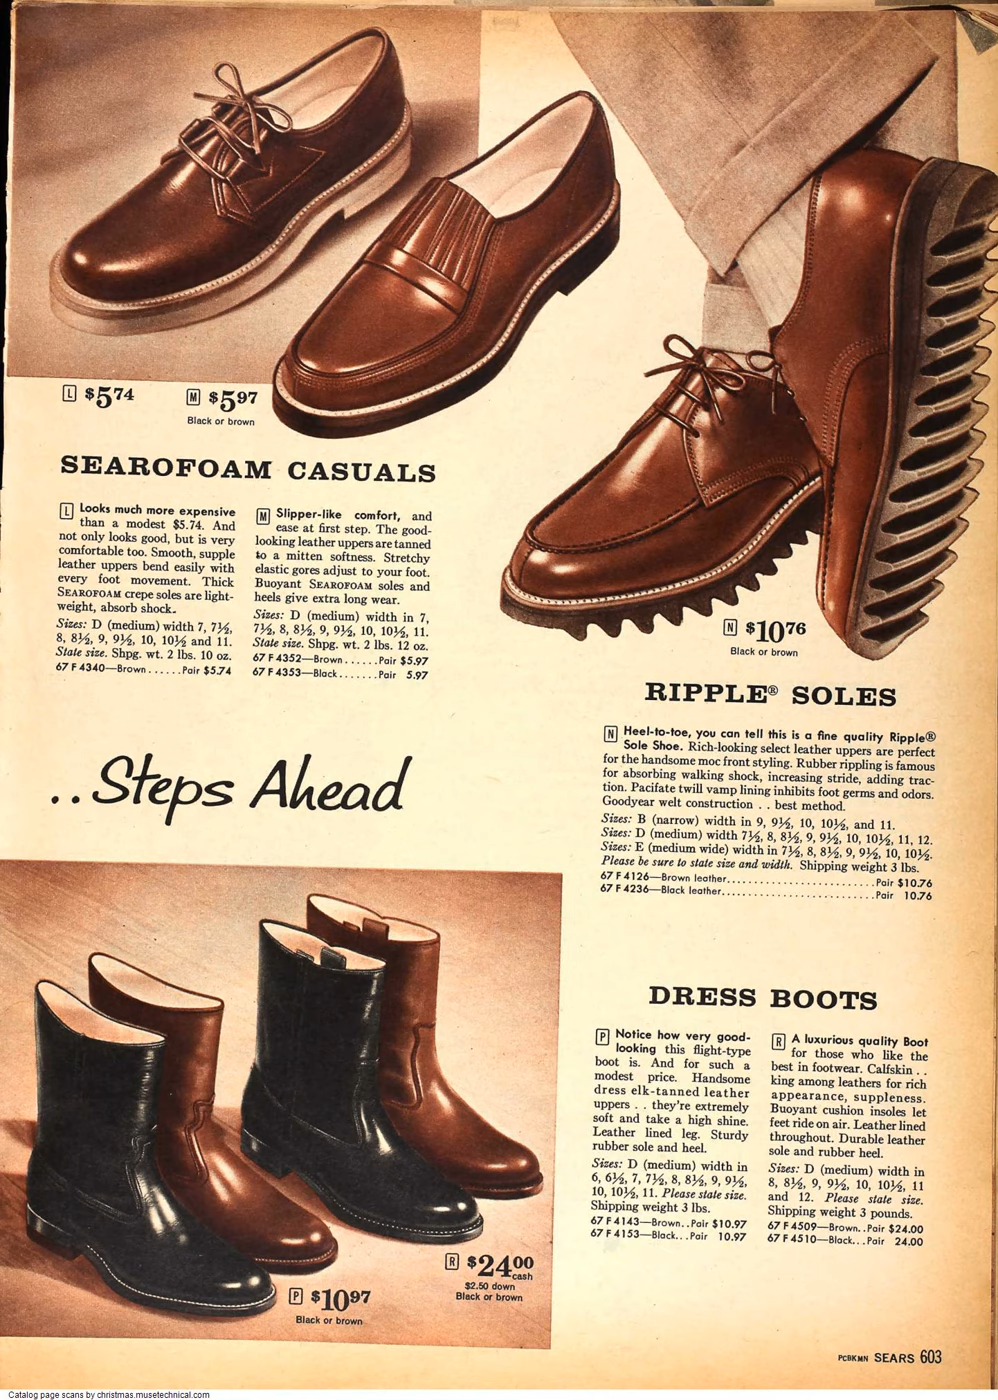 L $5.74
M $5.97
Black or brown
SEAROFOAM CASUALS
L Looks much more expensive
than a modest $5.74. And
not only looks good, but is very
comfortable too. Smooth, supple
leather uppers bend easily with
every foot movement. Thick
SEAROFOAM crepe soles are light-
weight, absorb shock.
Sizes: D (medium) width 7, 7½,
8, 8½, 9, 9½, 10, 10½ and 11.
State size. Shpg. wt. 2 lbs. 10 oz.
67 F 4340—Brown......Pair $5.74
M Slipper-like comfort, and
ease at first step. The good-
looking leather uppers are tanned
to a mitten softness. Stretchy
elastic gores adjust to your foot.
Buoyant SEAROFOAM soles and
heels give extra long wear.
Sizes: D (medium) width in 7,
7½, 8, 8½, 9, 9½, 10, 10½, 11.
State size. Shpg. wt. 2 lbs. 12 oz.
67 F 4352—Brown......Pair $5.97
67 F 4353—Black.......Pair 5.97
N $10.76
Black or brown
RIPPLE® SOLES
N Heel-to-toe, you can tell this is a fine quality Ripple®
Sole Shoe. Rich-looking select leather uppers are perfect
for the handsome moc front styling. Rubber rippling is famous
for absorbing walking shock, increasing stride, adding trac-
tion. Pacifate twill vamp lining inhibits foot germs and odors.
Goodyear welt construction . . best method.
Sizes: B (narrow) width in 9, 9½, 10, 10½, and 11.
Sizes: D (medium) width 7½, 8, 8½, 9, 9½, 10, 10½, 11, 12.
Sizes: E (medium wide) width in 7½, 8, 8½, 9, 9½, 10, 10½.
Please be sure to state size and width. Shipping weight 3 lbs.
67 F 4126—Brown leather...........................Pair $10.76
67 F 4236—Black leather............................Pair 10.76
..Steps Ahead
DRESS BOOTS
P Notice how very good-
looking this flight-type
boot is. And for such a
modest price. Handsome
dress elk-tanned leather
uppers . . they're extremely
soft and take a high shine.
Leather lined leg. Sturdy
rubber sole and heel.
Sizes: D (medium) width in
6, 6½, 7, 7½, 8, 8½, 9, 9½,
10, 10½, 11. Please state size.
Shipping weight 3 lbs.
67 F 4143—Brown..Pair $10.97
67 F 4153—Black...Pair 10.97
R A luxurious quality Boot
for those who like the
best in footwear. Calfskin . .
king among leathers for rich
appearance, suppleness.
Buoyant cushion insoles let
feet ride on air. Leather lined
throughout. Durable leather
sole and rubber heel.
Sizes: D (medium) width in
8, 8½, 9, 9½, 10, 10½, 11
and 12. Please state size.
Shipping weight 3 pounds.
67 F 4509—Brown..Pair $24.00
67 F 4510—Black...Pair 24.00
R $24.00 cash
$2.50 down
Black or brown
P $10.97
Black or brown
PCBKMN SEARS 603
Catalog page scans by christmas.musetechnical.com